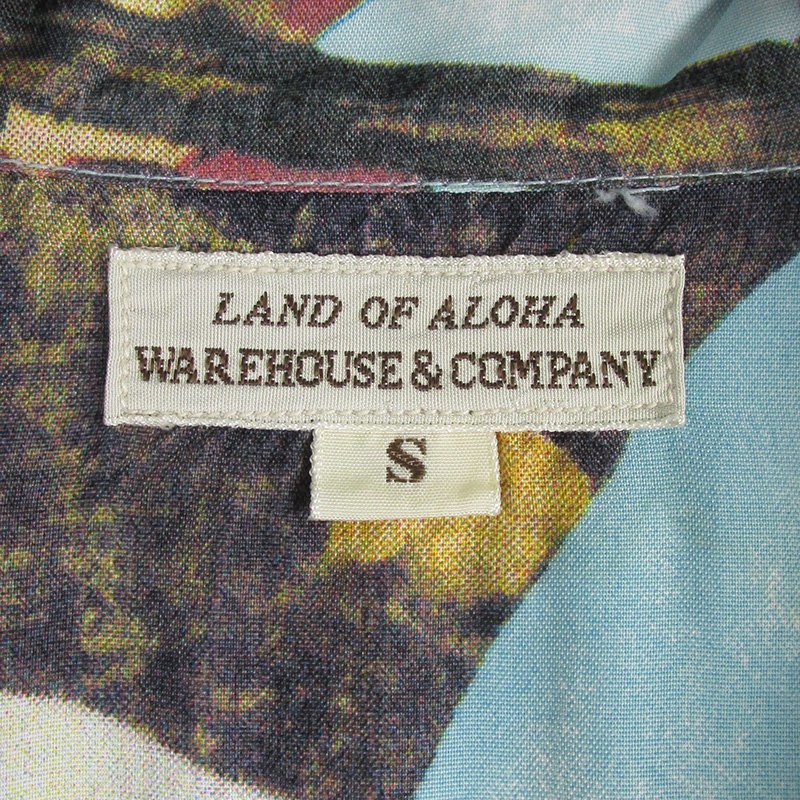 LAND OF ALOHA
WAREHOUSE & COMPANY
S